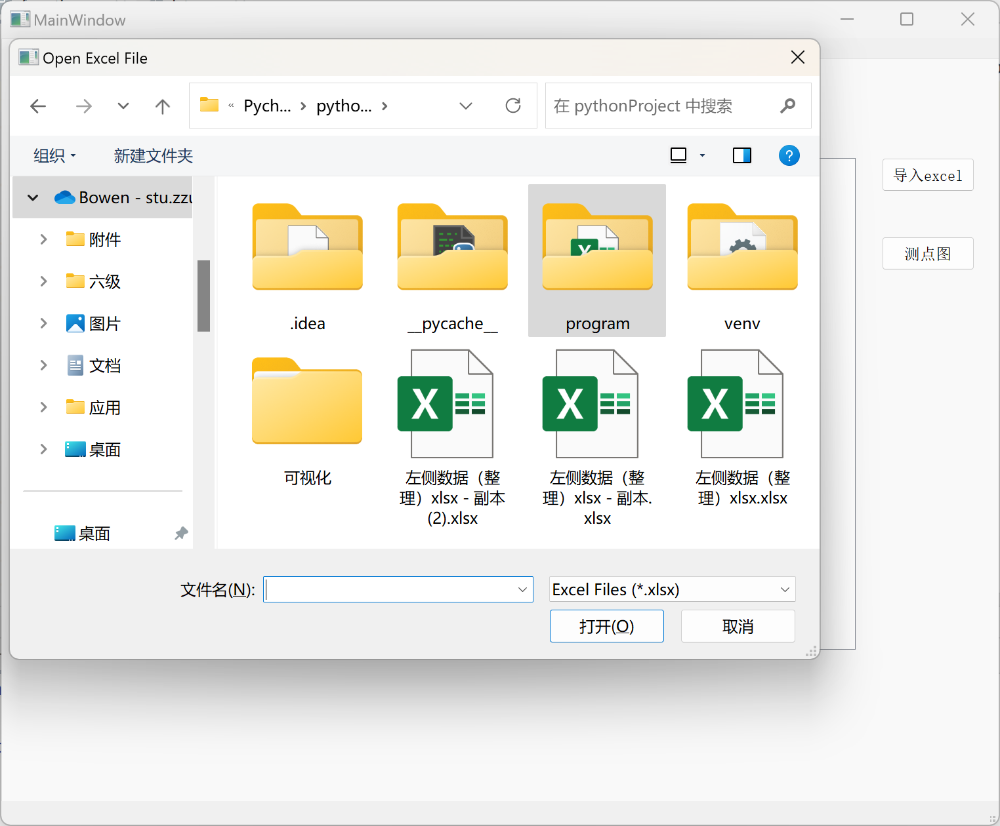 MainWindow
Open Excel File
« Pych... > pytho... >
在 pythonProject 中搜索
组织
新建文件夹
导入excel
测点图
Bowen - stu.zzu
附件
六级
图片
文档
应用
桌面
桌面
.idea
__pycache__
program
venv
可视化
左侧数据（整
理）xlsx - 副本
(2).xlsx
左侧数据（整
理）xlsx - 副本.
xlsx
左侧数据（整
理）xlsx.xlsx
文件名(N):
Excel Files (*.xlsx)
打开(O)
取消